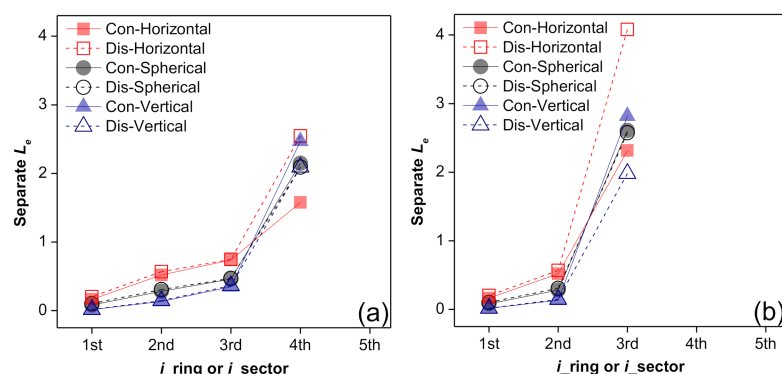 Con-Horizontal
Dis-Horizontal
Con-Spherical
Dis-Spherical
Con-Vertical
Dis-Vertical
Separate Le
4
3
2
1
0
(a)
1st 2nd 3rd 4th 5th
i_ring or i_sector
Con-Horizontal
Dis-Horizontal
Con-Spherical
Dis-Spherical
Con-Vertical
Dis-Vertical
Separate Le
4
3
2
1
0
(b)
1st 2nd 3rd 4th 5th
i_ring or i_sector